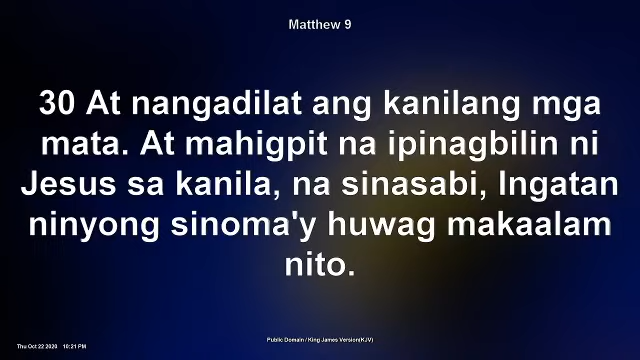 Matthew 9
30 At nangadilat ang kanilang mga
mata. At mahigpit na ipinagbilin ni
Jesus sa kanila, na sinasabi, Ingatan
ninyong sinoma'y huwag makaalam
nito.
Public Domain / King James Version(KJV)
Thu Oct 22 2020 10:21 PM